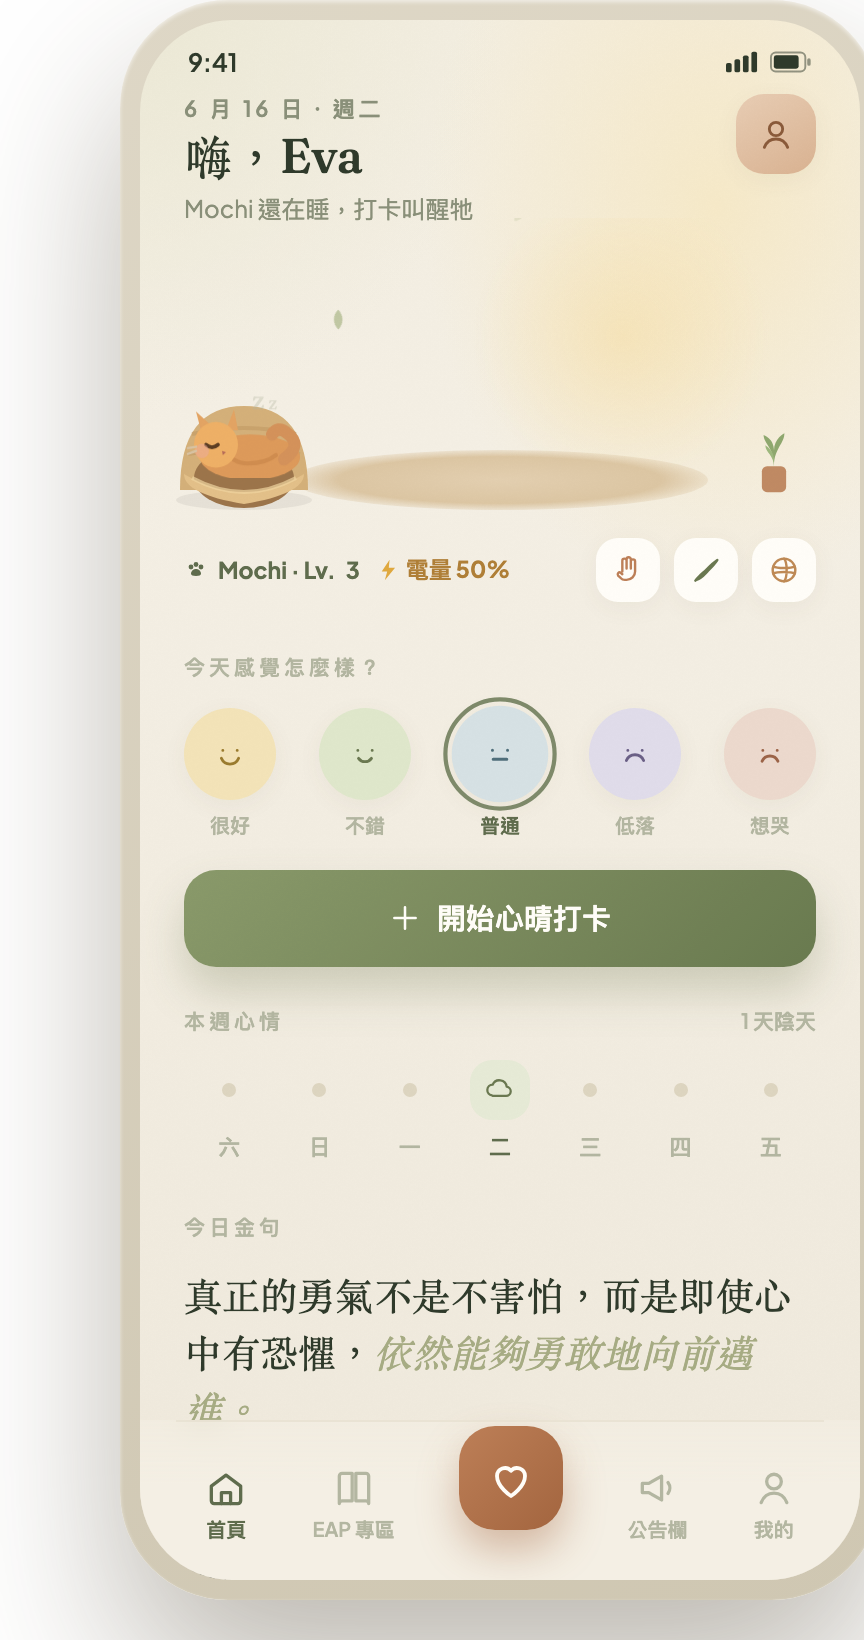 9:41
6 月 16 日 · 週二
嗨，Eva
Mochi 還在睡，打卡叫醒牠
Z z
Mochi · Lv. 3 電量 50%
今天感覺怎麼樣？
很好 不錯 普通 低落 想哭
開始心晴打卡
本週心情 1 天陰天
六 日 一 二 三 四 五
今日金句
真正的勇氣不是不害怕，而是即使心
中有恐懼，依然能夠勇敢地向前邁
進。
首頁 EAP 專區 公告欄 我的